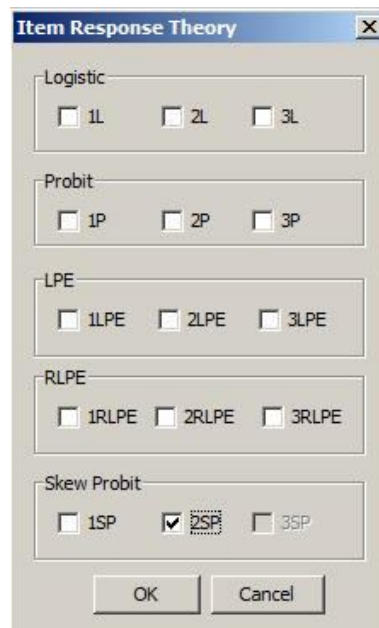 Item Response Theory
Logistic
1L 2L 3L
Probit
1P 2P 3P
LPE
1LPE 2LPE 3LPE
RLPE
1RLPE 2RLPE 3RLPE
Skew Probit
1SP 2SP 3SP
OK Cancel